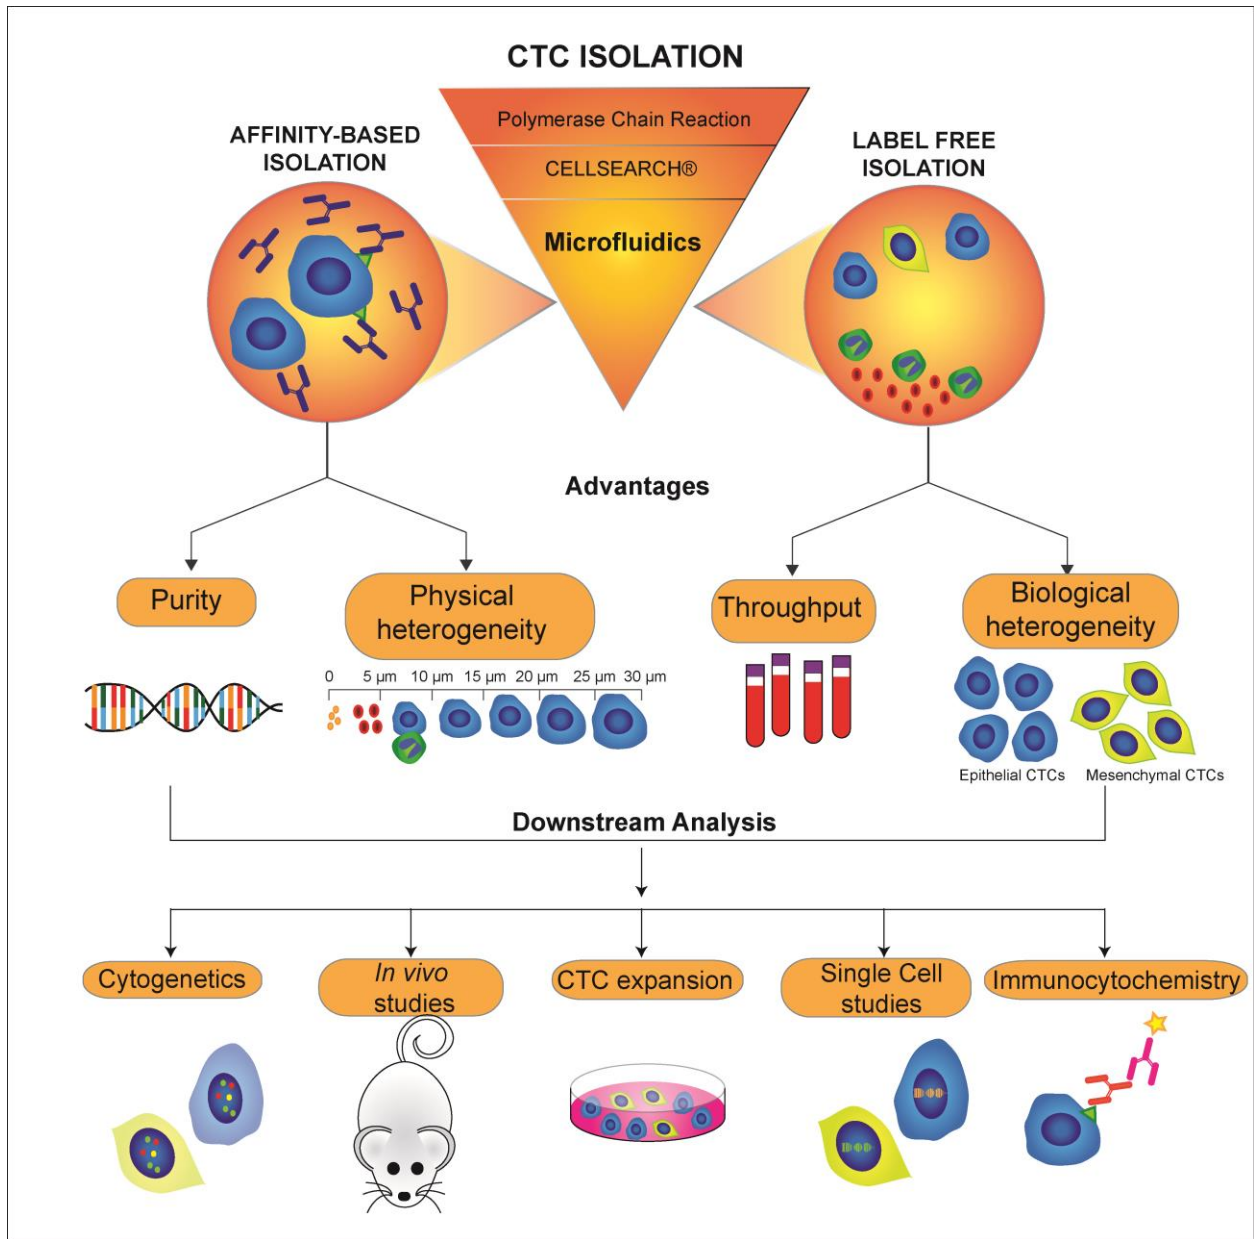 CTC ISOLATION
Polymerase Chain Reaction
CELLSEARCH®
Microfluidics
AFFINITY-BASED
ISOLATION
LABEL FREE
ISOLATION
Advantages
Purity
Physical
heterogeneity
Throughput
Biological
heterogeneity
0 5 µm 10 µm 15 µm 20 µm 25 µm 30 µm
Epithelial CTCs
Mesenchymal CTCs
Downstream Analysis
Cytogenetics
In vivo
studies
CTC expansion
Single Cell
studies
Immunocytochemistry